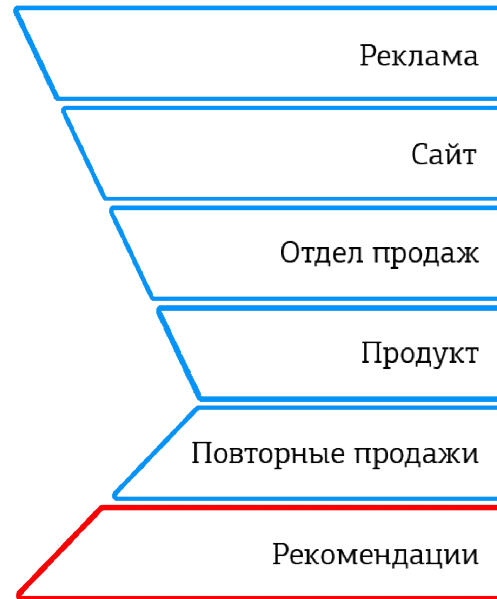 Реклама
Сайт
Отдел продаж
Продукт
Повторные продажи
Рекомендации